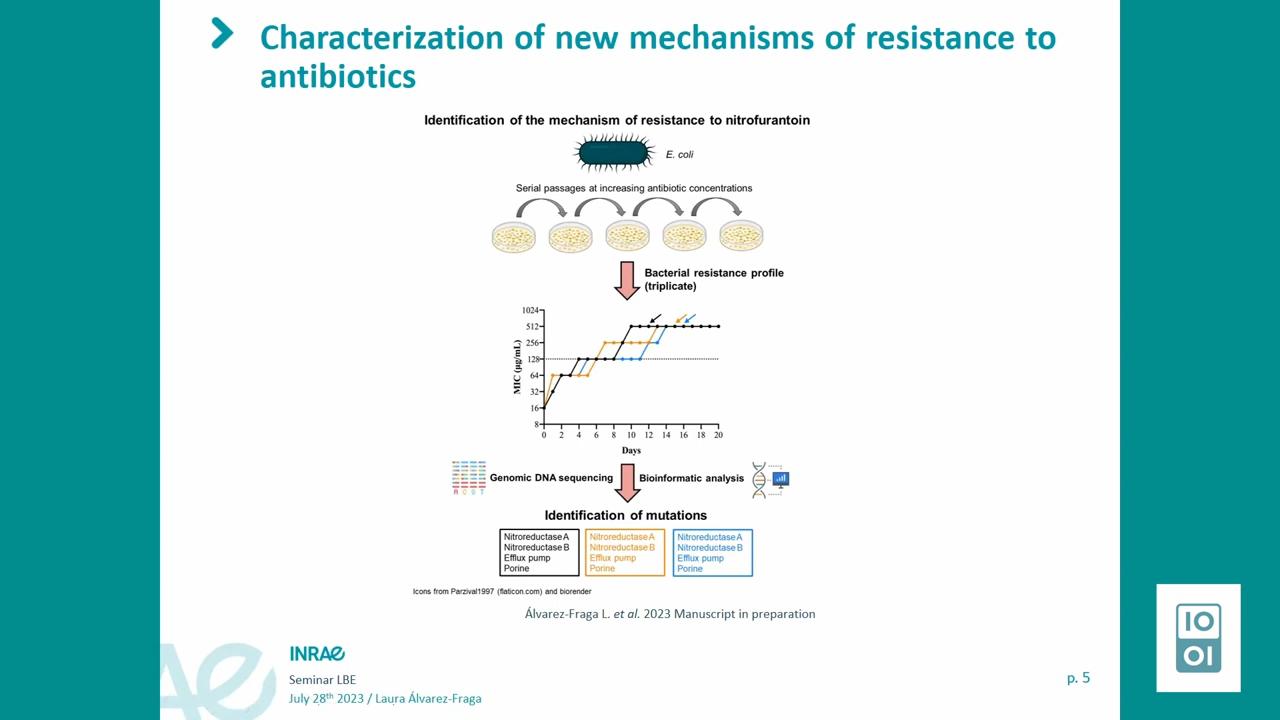 Characterization of new mechanisms of resistance to
antibiotics
Identification of the mechanism of resistance to nitrofurantoin
E. coli
Serial passages at increasing antibiotic concentrations
Bacterial resistance profile
(triplicate)
MIC (µg/mL)
1024
512
256
128
64
32
16
8
0 2 4 6 8 10 12 14 16 18 20
Days
Genomic DNA sequencing
Bioinformatic analysis
A C G T
Identification of mutations
Nitroreductase A
Nitroreductase B
Efflux pump
Porine
Nitroreductase A
Nitroreductase B
Efflux pump
Porine
Nitroreductase A
Nitroreductase B
Efflux pump
Porine
Icons from Parzival1997 (flaticon.com) and biorender
Álvarez-Fraga L. et al. 2023 Manuscript in preparation
INRAE
Seminar LBE
July 28th 2023 / Laura Álvarez-Fraga
p. 5
IO
OI